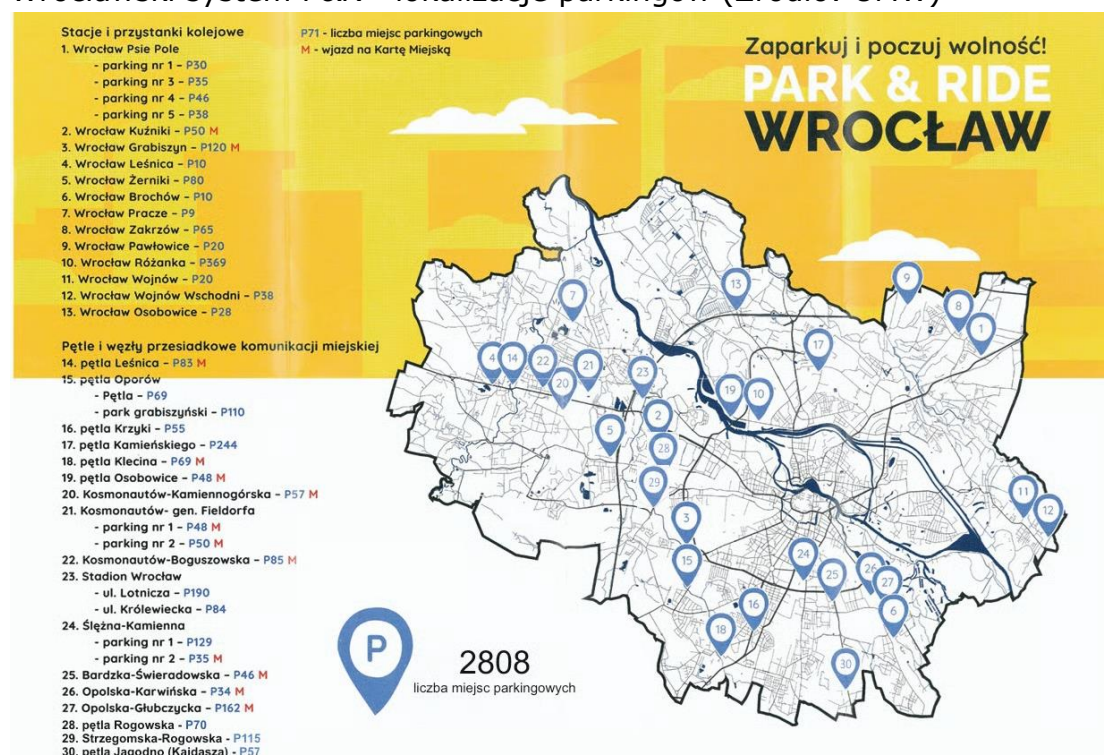 Stacje i przystanki kolejowe
1. Wrocław Psie Pole
- parking nr 1 – P30
- parking nr 3 – P35
- parking nr 4 – P46
- parking nr 5 – P38
2. Wrocław Kuźniki – P50 M
3. Wrocław Grabiszyn – P120 M
4. Wrocław Leśnica – P10
5. Wrocław Żerniki – P80
6. Wrocław Brochów – P10
7. Wrocław Pracze – P9
8. Wrocław Zakrzów – P65
9. Wrocław Pawłowice – P20
10. Wrocław Różanka – P369
11. Wrocław Wojnów – P20
12. Wrocław Wojnów Wschodni – P38
13. Wrocław Osobowice – P28
Pętle i węzły przesiadkowe komunikacji miejskiej
14. pętla Leśnica – P83 M
15. pętla Oporów
- Pętla – P69
- park grabiszyński – P110
16. pętla Krzyki – P55
17. pętla Kamieńskiego – P244
18. pętla Klecina – P69 M
19. pętla Osobowice – P48 M
20. Kosmonautów-Kamiennogórska – P57 M
21. Kosmonautów- gen. Fieldorfa
- parking nr 1 – P48 M
- parking nr 2 – P50 M
22. Kosmonautów-Boguszowska – P85 M
23. Stadion Wrocław
- ul. Lotnicza – P190
- ul. Królewiecka – P84
24. Ślężna-Kamienna
- parking nr 1 – P129
- parking nr 2 – P35 M
25. Bardzka-Świeradowska – P46 M
26. Opolska-Karwińska – P34 M
27. Opolska-Głubczycka – P162 M
28. pętla Rogowska - P70
29. Strzegomska-Rogowska - P115
30. pętla Jagodno (Kajdasza) - P57
P71 - liczba miejsc parkingowych
M - wjazd na Kartę Miejską
Zaparkuj i poczuj wolność!
PARK & RIDE
WROCŁAW
9
13
7
8
1
17
4
14
22
21
23
20
19
10
2
5
28
29
11
12
3
24
15
25
26
27
16
6
18
30
P
2808
liczba miejsc parkingowych